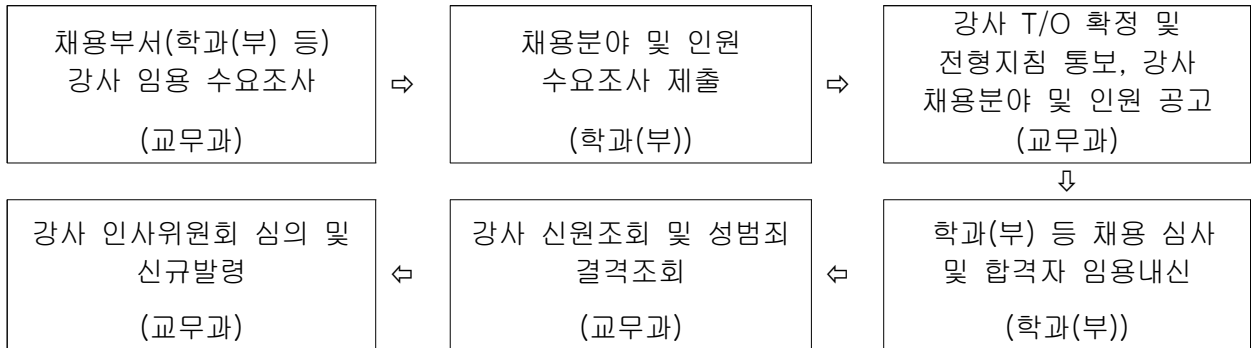 채용부서(학과(부) 등)
강사 임용 수요조사
(교무과)
⇨
채용분야 및 인원
수요조사 제출
(학과(부))
⇨
강사 T/O 확정 및
전형지침 통보, 강사
채용분야 및 인원 공고
(교무과)
⇩
학과(부) 등 채용 심사
및 합격자 임용내신
(학과(부))
⇦
강사 신원조회 및 성범죄
결격조회
(교무과)
⇦
강사 인사위원회 심의 및
신규발령
(교무과)